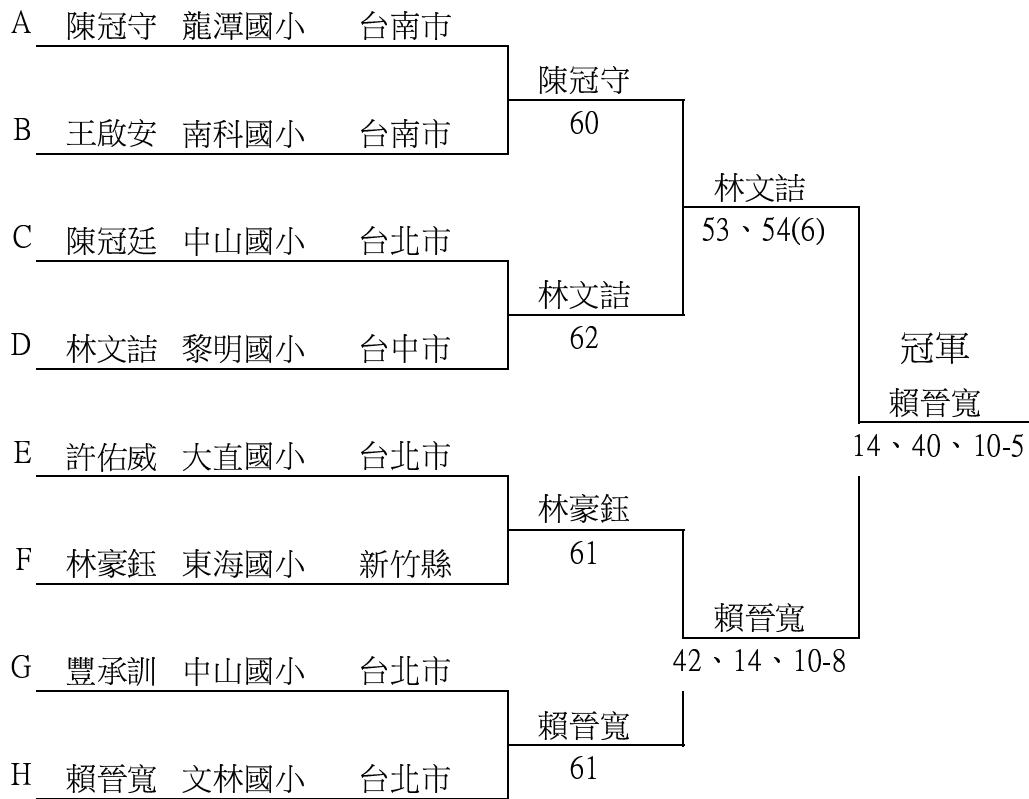 A 陳冠守 龍潭國小 台南市
陳冠守
60
B 王啟安 南科國小 台南市
林文詰
53、54(6)
C 陳冠廷 中山國小 台北市
林文詰
62
D 林文詰 黎明國小 台中市
冠軍
賴晉寬
14、40、10-5
E 許佑威 大直國小 台北市
林豪鈺
61
F 林豪鈺 東海國小 新竹縣
賴晉寬
42、14、10-8
G 豐承訓 中山國小 台北市
賴晉寬
61
H 賴晉寬 文林國小 台北市